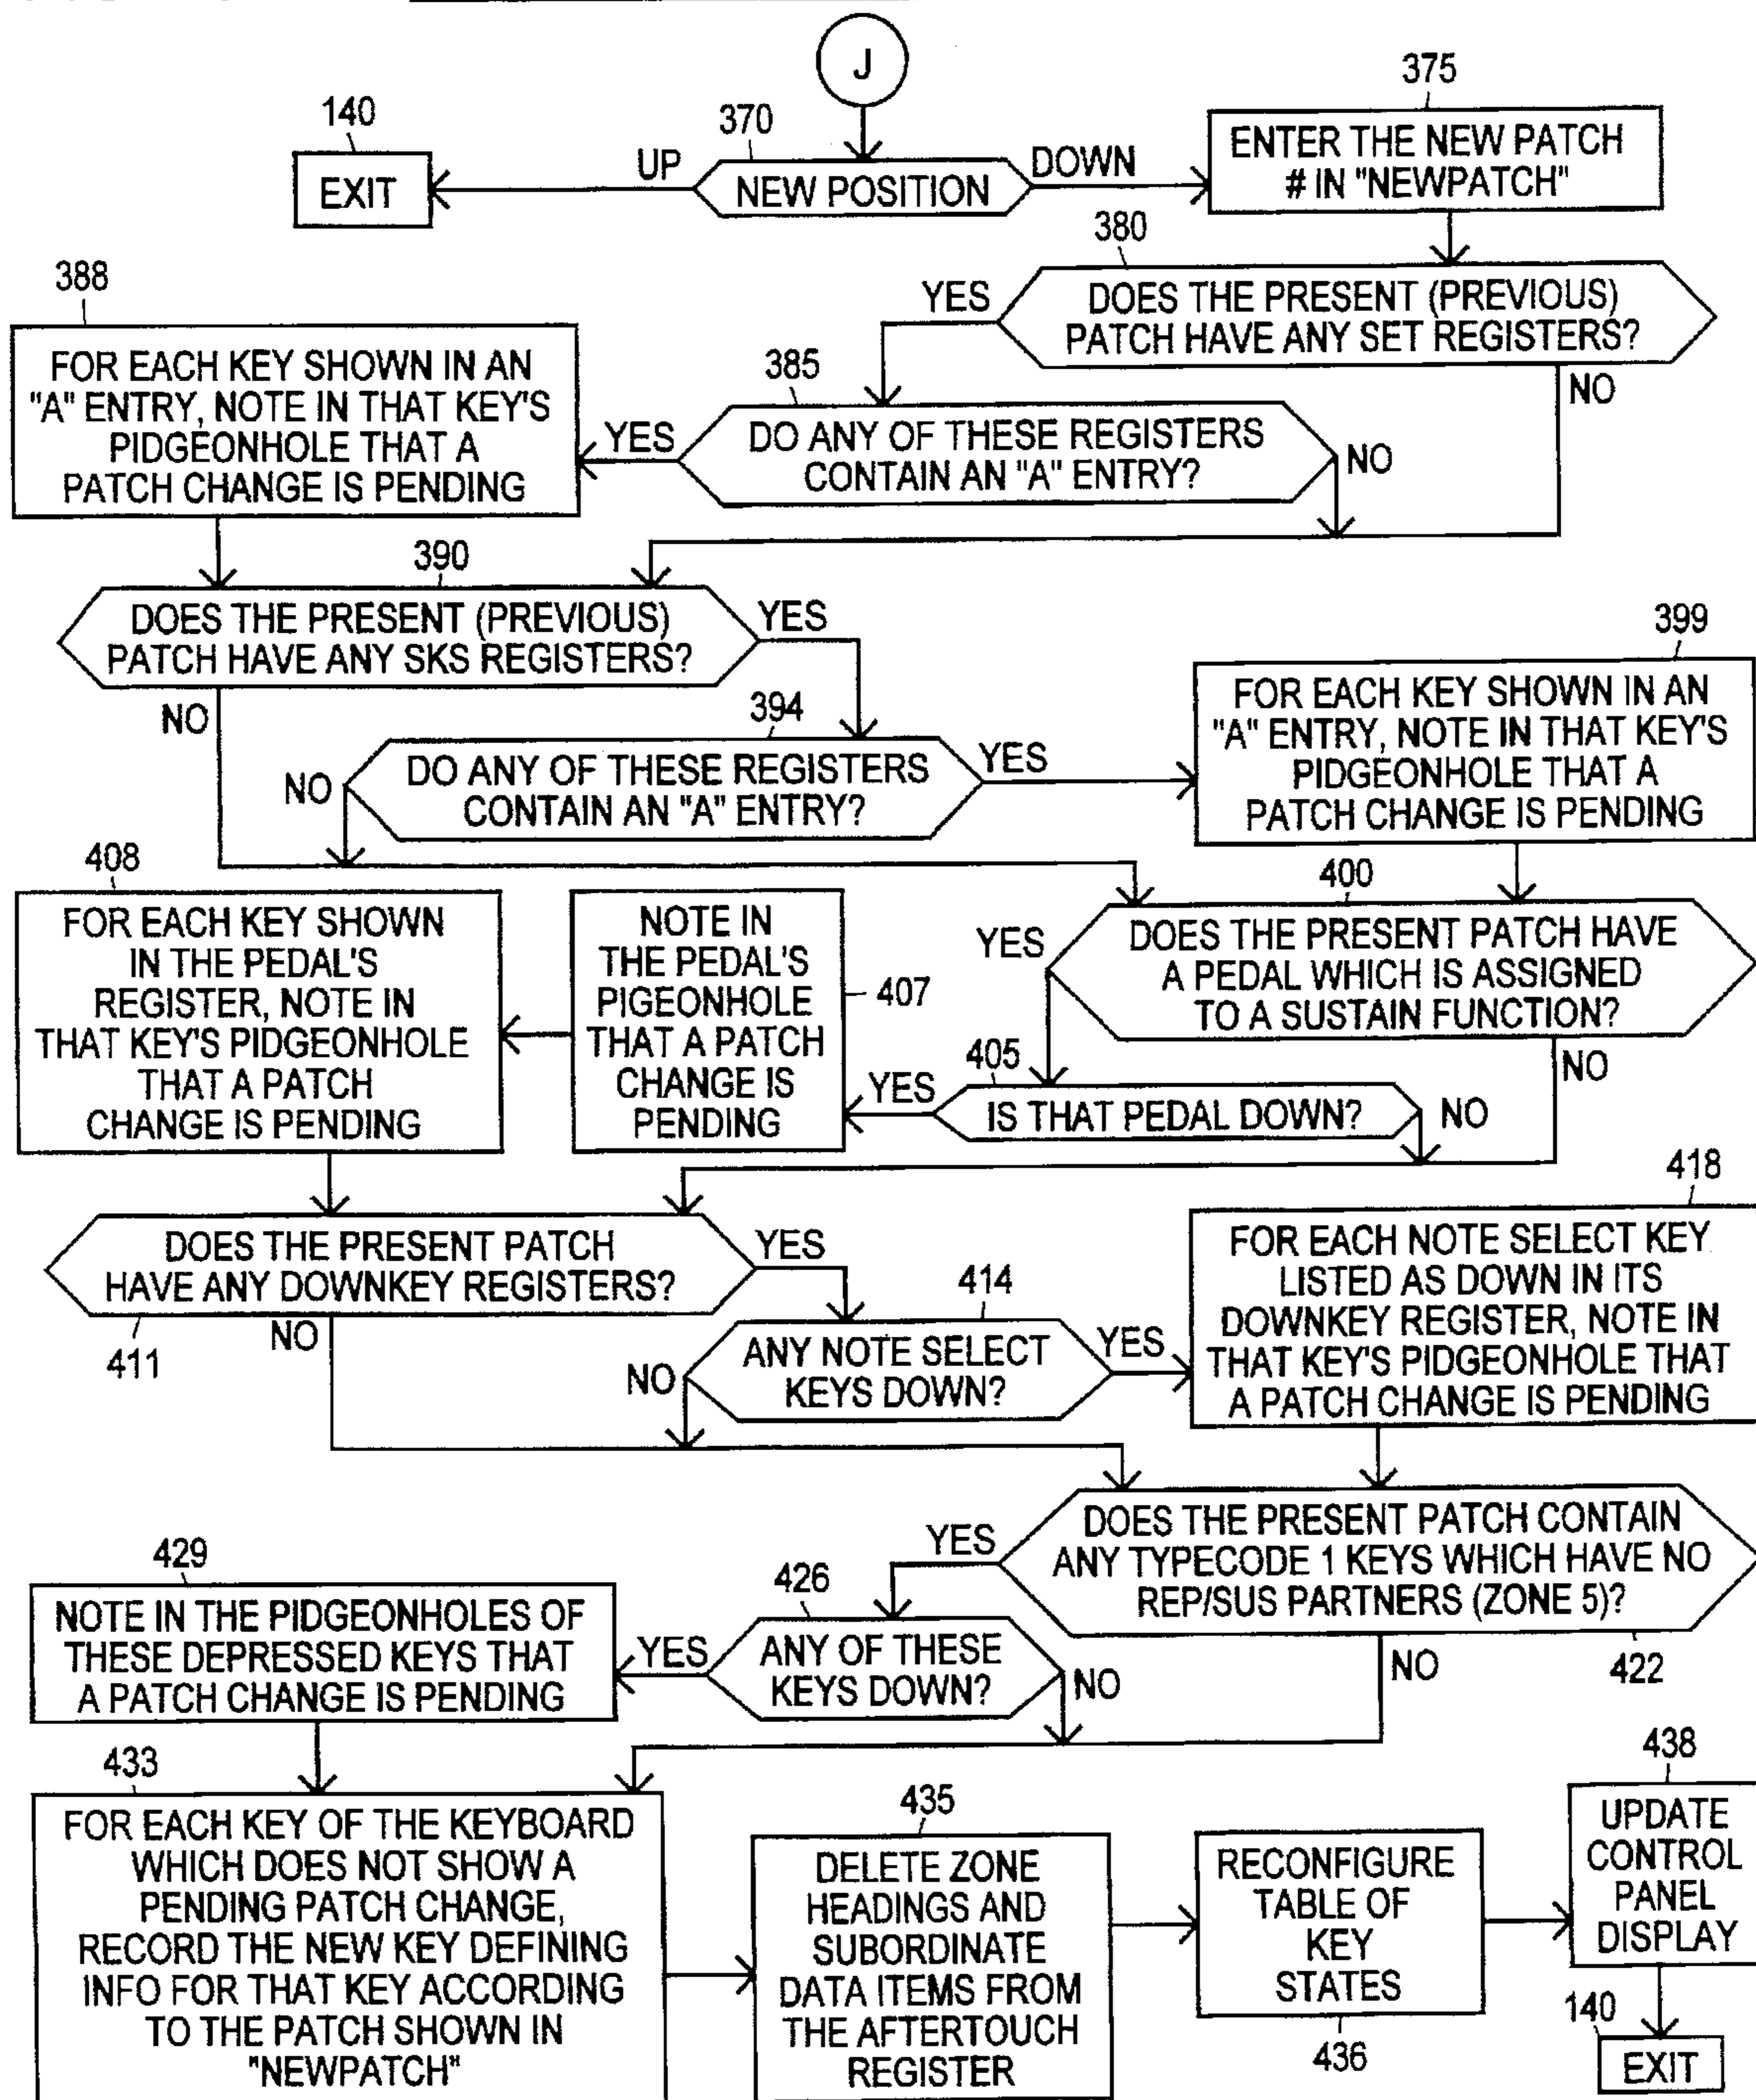 J
140
370
375
UP
DOWN
EXIT
NEW POSITION
ENTER THE NEW PATCH
# IN "NEWPATCH"
380
388
YES
DOES THE PRESENT (PREVIOUS)
PATCH HAVE ANY SET REGISTERS?
NO
385
FOR EACH KEY SHOWN IN AN
"A" ENTRY, NOTE IN THAT KEY'S
PIDGEONHOLE THAT A
PATCH CHANGE IS PENDING
YES
DO ANY OF THESE REGISTERS
CONTAIN AN "A" ENTRY?
NO
390
DOES THE PRESENT (PREVIOUS)
PATCH HAVE ANY SKS REGISTERS?
YES
NO
399
394
NO
DO ANY OF THESE REGISTERS
CONTAIN AN "A" ENTRY?
YES
FOR EACH KEY SHOWN IN AN
"A" ENTRY, NOTE IN THAT KEY'S
PIDGEONHOLE THAT A
PATCH CHANGE IS PENDING
408
400
FOR EACH KEY SHOWN
IN THE PEDAL'S
REGISTER, NOTE IN
THAT KEY'S PIDGEONHOLE
THAT A PATCH
CHANGE IS PENDING
NOTE IN
THE PEDAL'S
PIGEONHOLE
THAT A PATCH
CHANGE IS
PENDING
407
YES
DOES THE PRESENT PATCH HAVE
A PEDAL WHICH IS ASSIGNED
TO A SUSTAIN FUNCTION?
NO
405
YES
IS THAT PEDAL DOWN?
NO
418
DOES THE PRESENT PATCH
HAVE ANY DOWNKEY REGISTERS?
YES
411
NO
414
NO
ANY NOTE SELECT
KEYS DOWN?
YES
FOR EACH NOTE SELECT KEY
LISTED AS DOWN IN ITS
DOWNKEY REGISTER, NOTE IN
THAT KEY'S PIDGEONHOLE THAT
A PATCH CHANGE IS PENDING
YES
DOES THE PRESENT PATCH CONTAIN
ANY TYPECODE 1 KEYS WHICH HAVE NO
REP/SUS PARTNERS (ZONE 5)?
422
NO
429
426
NOTE IN THE PIDGEONHOLES OF
THESE DEPRESSED KEYS THAT
A PATCH CHANGE IS PENDING
YES
ANY OF THESE
KEYS DOWN?
NO
433
FOR EACH KEY OF THE KEYBOARD
WHICH DOES NOT SHOW A
PENDING PATCH CHANGE,
RECORD THE NEW KEY DEFINING
INFO FOR THAT KEY ACCORDING
TO THE PATCH SHOWN IN
"NEWPATCH"
435
DELETE ZONE
HEADINGS AND
SUBORDINATE
DATA ITEMS FROM
THE AFTERTOUCH
REGISTER
RECONFIGURE
TABLE OF
KEY
STATES
436
438
UPDATE
CONTROL
PANEL
DISPLAY
140
EXIT